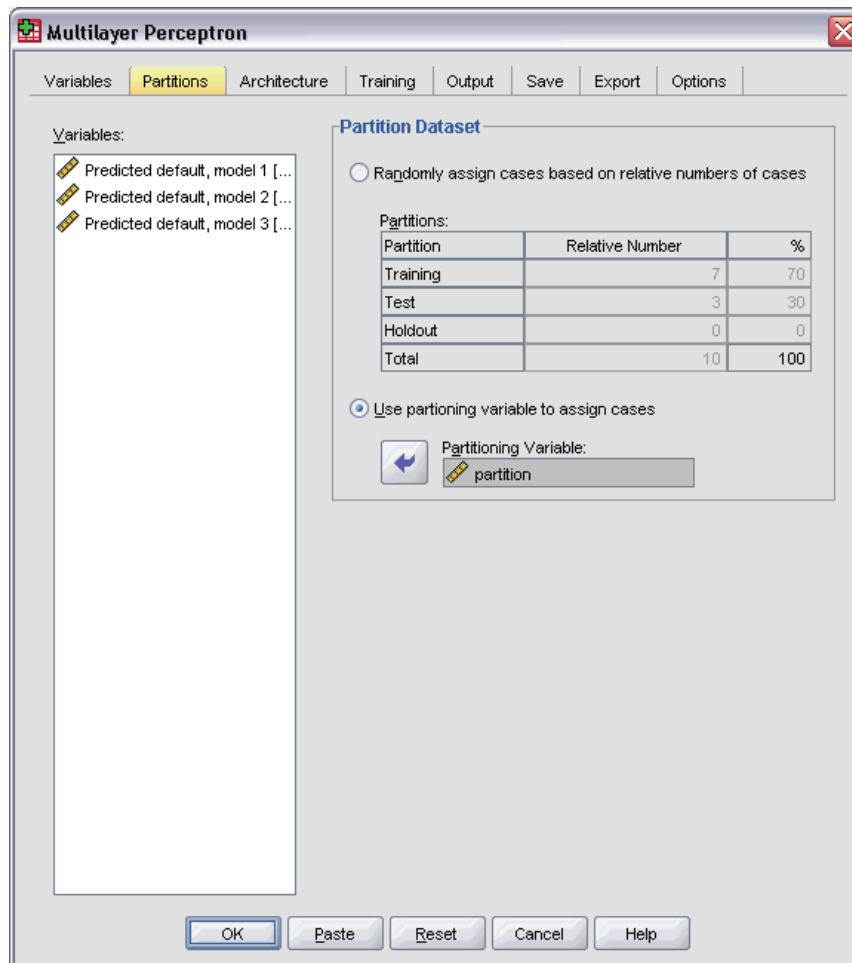 Multilayer Perceptron
Variables Partitions Architecture Training Output Save Export Options
Variables:
Predicted default, model 1 [...
Predicted default, model 2 [...
Predicted default, model 3 [...
Partition Dataset
Randomly assign cases based on relative numbers of cases
Partitions:
Partition Relative Number %
Training 7 70
Test 3 30
Holdout 0 0
Total 10 100
Use partioning variable to assign cases
Partitioning Variable:
partition
OK Paste Reset Cancel Help